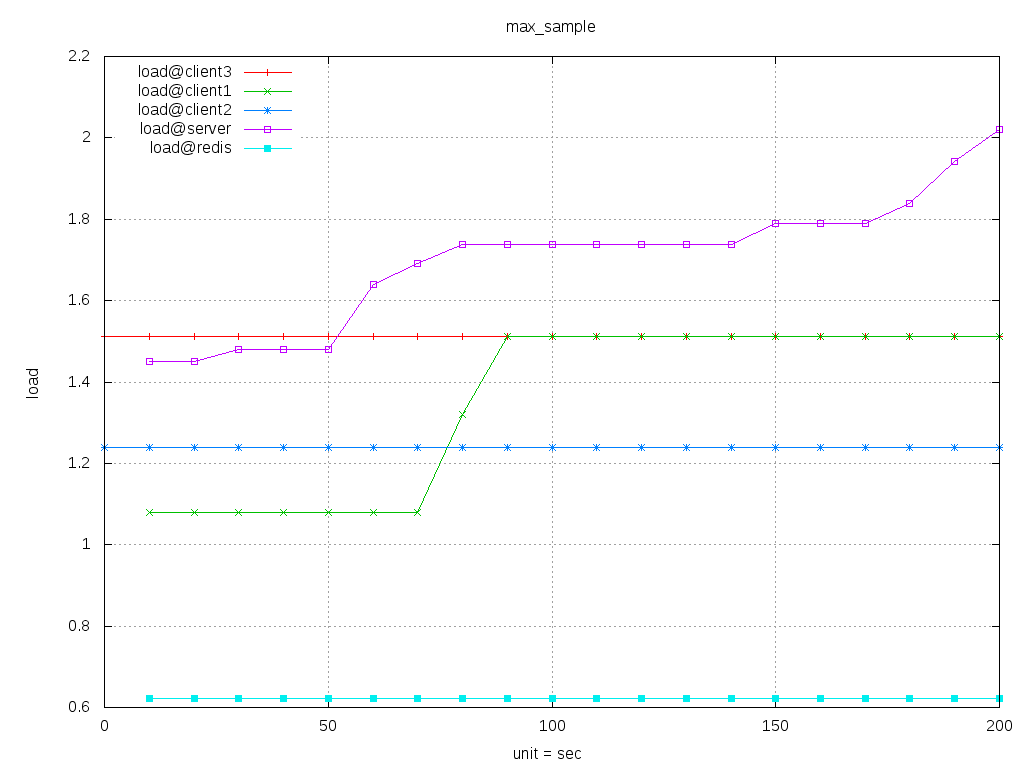 max_sample
load@client3
load@client1
load@client2
load@server
load@redis
2.2
2
1.8
1.6
1.4
1.2
1
0.8
0.6
load
0 50 100 150 200
unit = sec